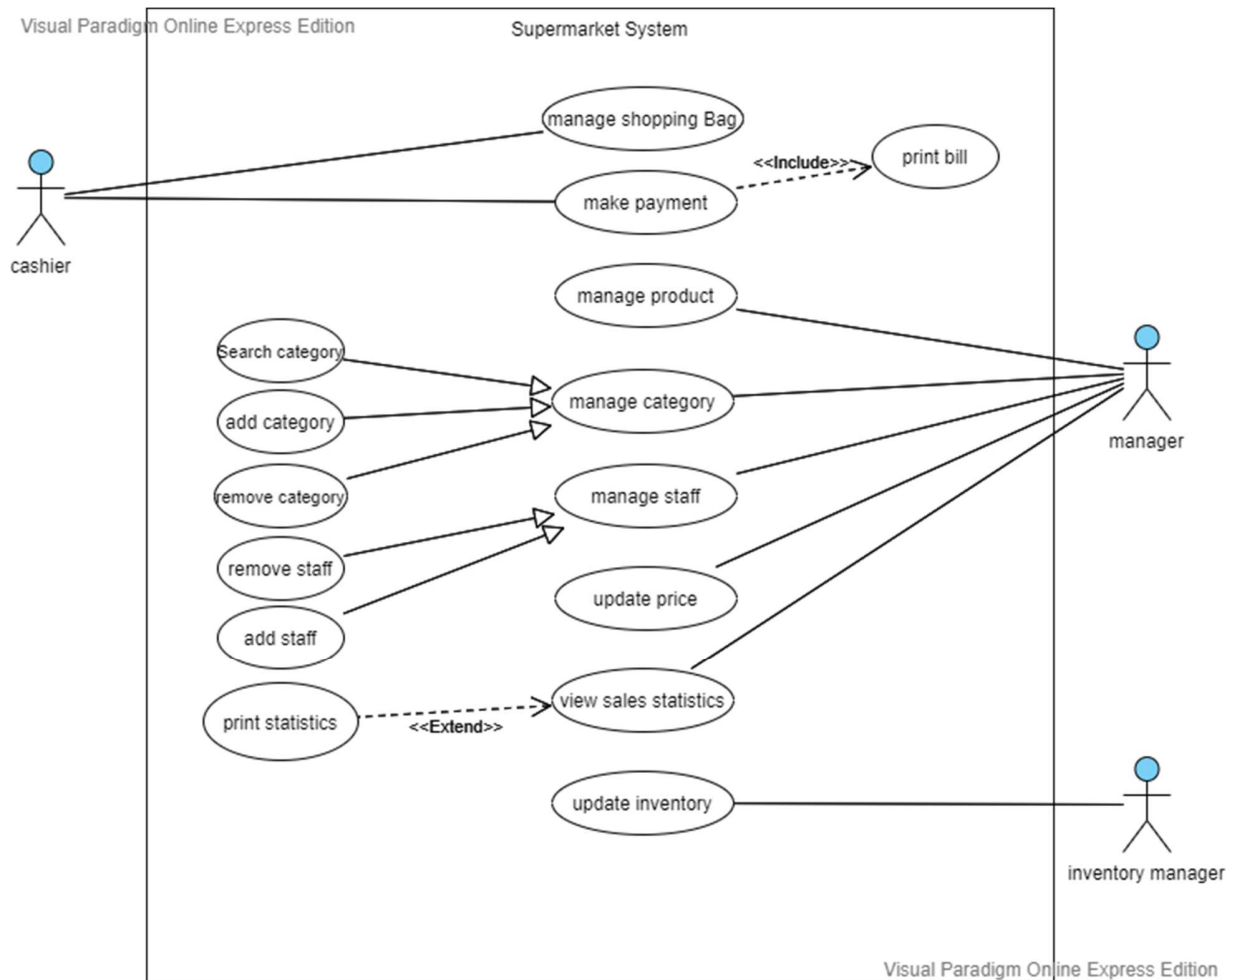 Visual Paradigm Online Express Edition
Supermarket System
manage shopping Bag
<<Include>>
print bill
make payment
cashier
manage product
Search category
manage category
add category
manager
remove category
manage staff
remove staff
update price
add staff
view sales statistics
print statistics
<<Extend>>
update inventory
inventory manager
Visual Paradigm Online Express Edition